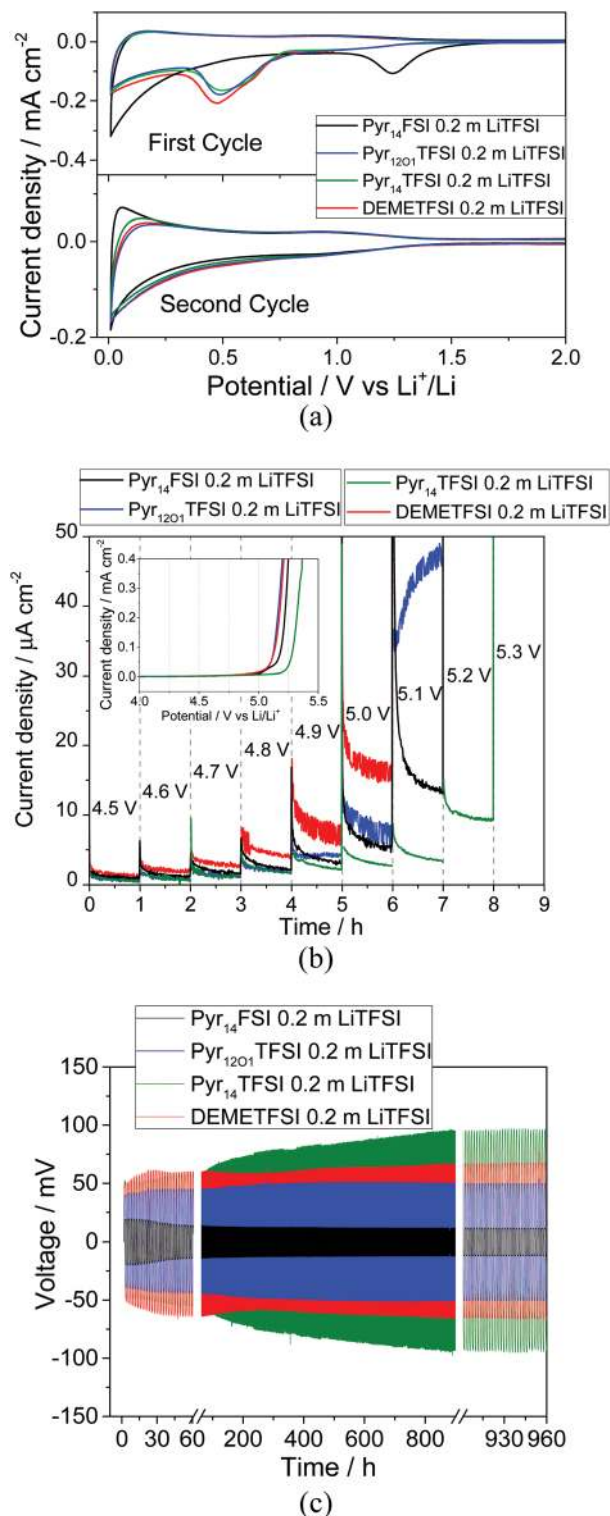 0.0
-0.2
-0.4
First Cycle
Pyr₁₄FSI 0.2 m LiTFSI
Pyr₁₂O₁TFSI 0.2 m LiTFSI
Pyr₁₄TFSI 0.2 m LiTFSI
DEMETFSI 0.2 m LiTFSI
0.0
-0.2
Second Cycle
Current density / mA cm⁻²
0.0 0.5 1.0 1.5 2.0
Potential / V vs Li⁺/Li
(a)
Pyr₁₄FSI 0.2 m LiTFSI
Pyr₁₂O₁TFSI 0.2 m LiTFSI
Pyr₁₄TFSI 0.2 m LiTFSI
DEMETFSI 0.2 m LiTFSI
Current density / μA cm⁻²
50
40
30
20
10
0
Current density / mA cm⁻²
0.4
0.3
0.2
0.1
0.0
4.0 4.5 5.0 5.5
Potential / V vs Li/Li⁺
4.5 V
4.6 V
4.7 V
4.8 V
4.9 V
5.0 V
5.1 V
5.2 V
5.3 V
0 1 2 3 4 5 6 7 8 9
Time / h
(b)
Pyr₁₄FSI 0.2 m LiTFSI
Pyr₁₂O₁TFSI 0.2 m LiTFSI
Pyr₁₄TFSI 0.2 m LiTFSI
DEMETFSI 0.2 m LiTFSI
Voltage / mV
150
100
50
0
-50
-100
-150
0 30 60 200 400 600 800 930 960
Time / h
(c)